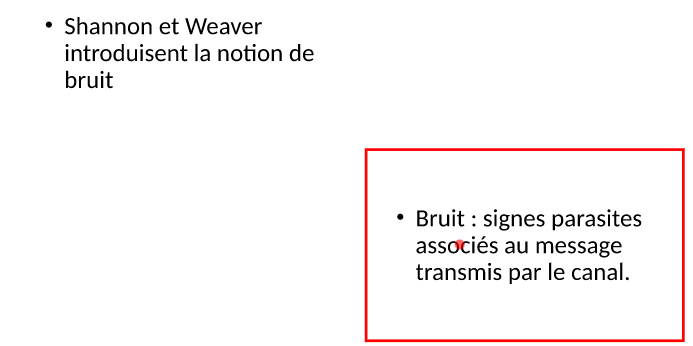 • Shannon et Weaver
introduisent la notion de
bruit
• Bruit : signes parasites
associés au message
transmis par le canal.